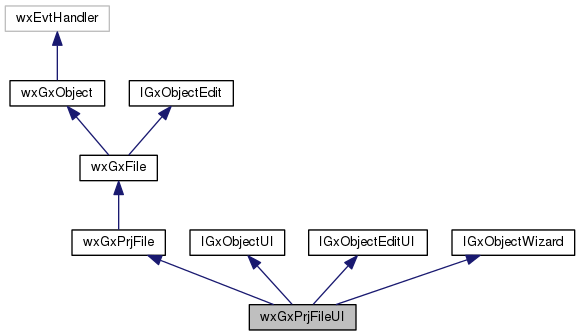 wxEvtHandler
wxGxObject
IGxObjectEdit
wxGxFile
wxGxPrjFile
IGxObjectUI
IGxObjectEditUI
IGxObjectWizard
wxGxPrjFileUI